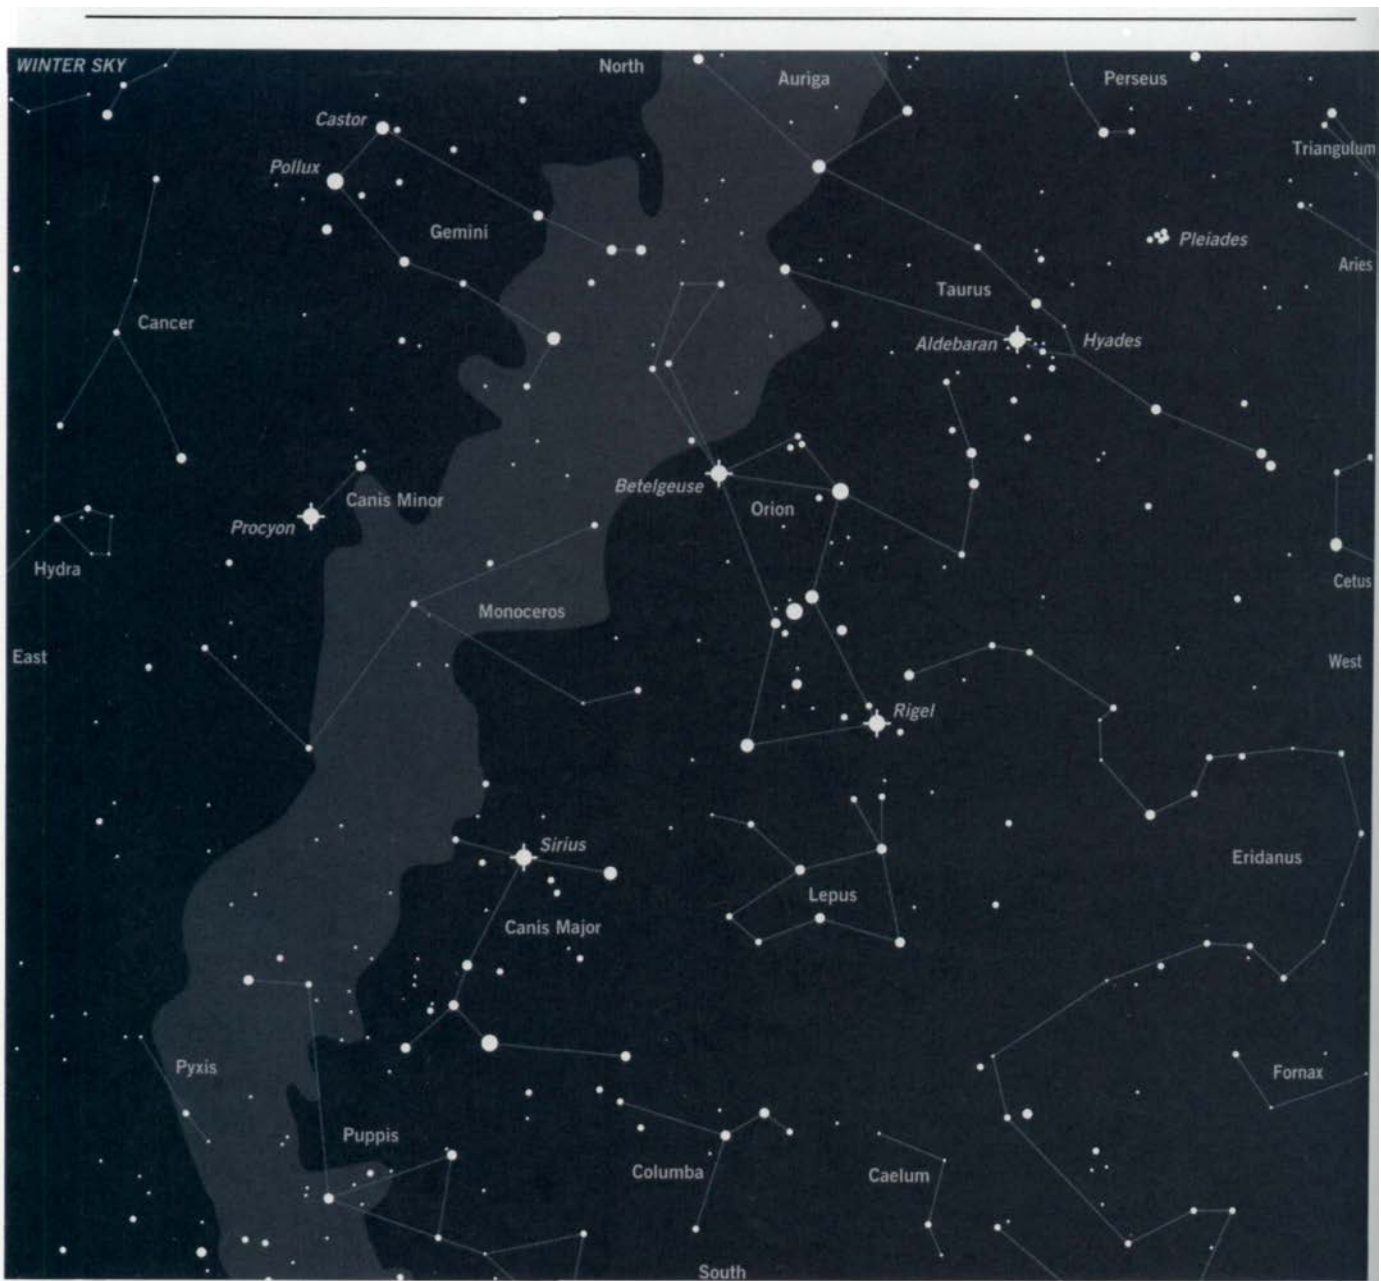 WINTER SKY
North
Auriga
Perseus
Castor
Triangulum
Pollux
Gemini
Pleiades
Aries
Taurus
Cancer
Aldebaran
Hyades
Betelgeuse
Canis Minor
Orion
Procyon
Hydra
Cetus
Monoceros
East
West
Rigel
Sirius
Eridanus
Lepus
Canis Major
Pyxis
Fornax
Puppis
Columba
Caelum
South